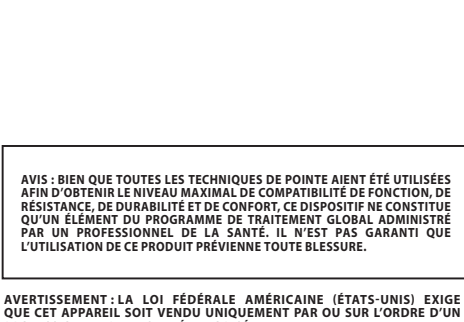 AVIS : BIEN QUE TOUTES LES TECHNIQUES DE POINTE AIENT ÉTÉ UTILISÉES
AFIN D’OBTENIR LE NIVEAU MAXIMAL DE COMPATIBILITÉ DE FONCTION, DE
RÉSISTANCE, DE DURABILITÉ ET DE CONFORT, CE DISPOSITIF NE CONSTITUE
QU’UN ÉLÉMENT DU PROGRAMME DE TRAITEMENT GLOBAL ADMINISTRÉ
PAR UN PROFESSIONNEL DE LA SANTÉ. IL N’EST PAS GARANTI QUE
L’UTILISATION DE CE PRODUIT PRÉVIENNE TOUTE BLESSURE.
AVERTISSEMENT : LA LOI FÉDÉRALE AMÉRICAINE (ÉTATS-UNIS) EXIGE
QUE CET APPAREIL SOIT VENDU UNIQUEMENT PAR OU SUR L’ORDRE D’UN